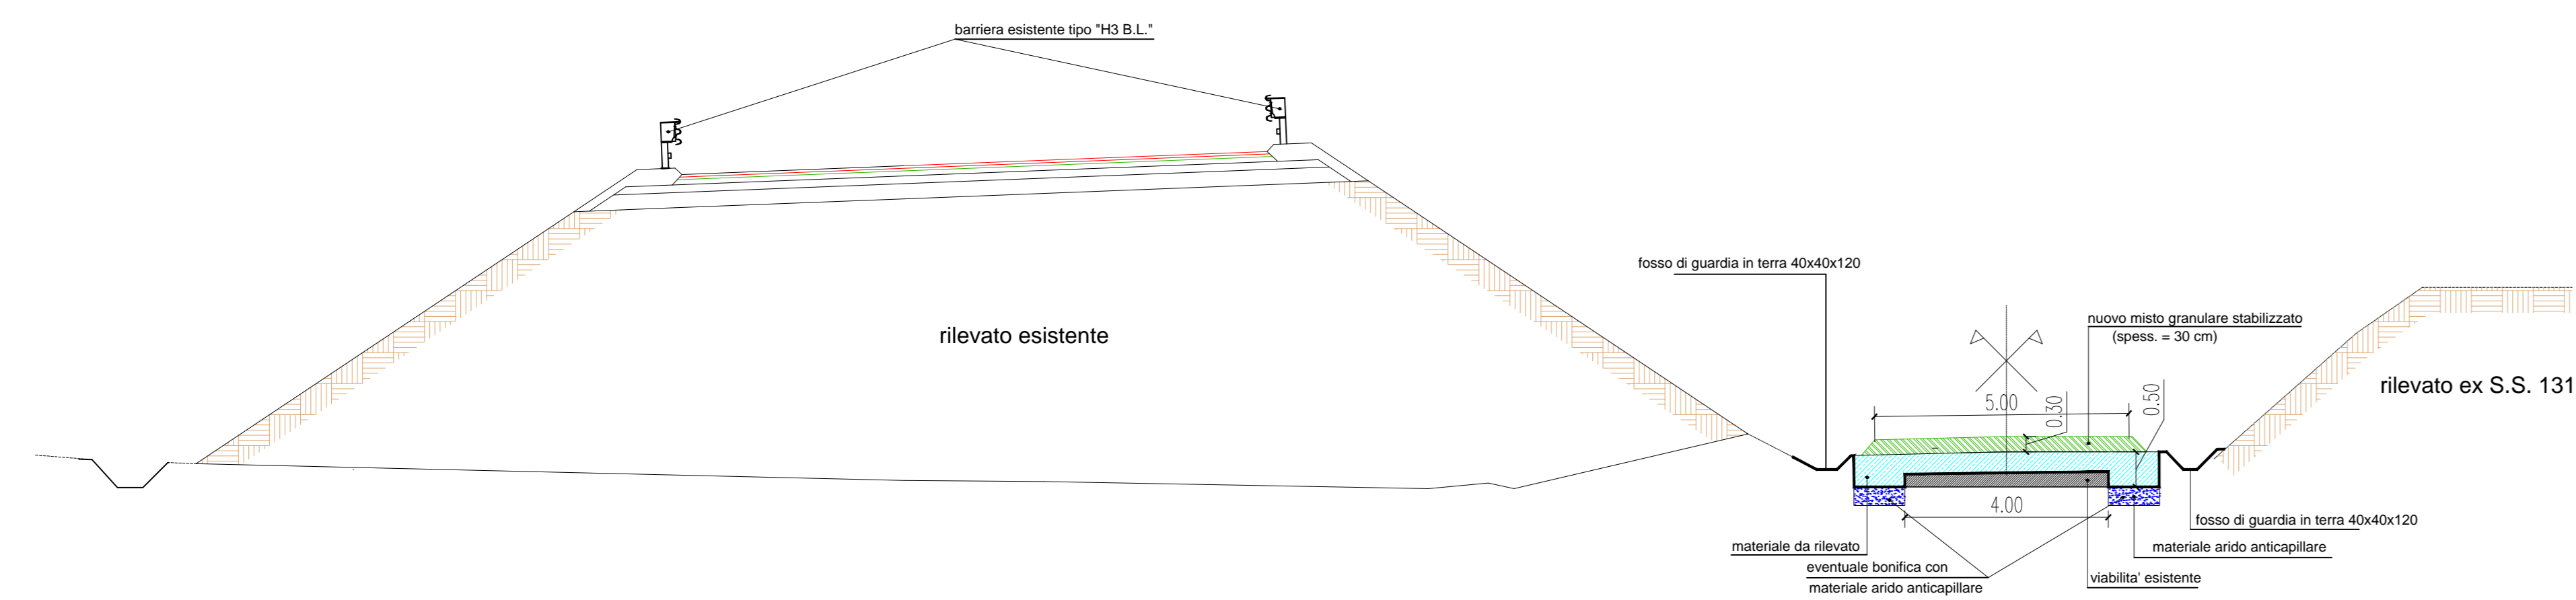 barriera esistente tipo "H3 B.L."
fosso di guardia in terra 40x40x120
nuovo misto granulare stabilizzato
(spess. = 30 cm)
rilevato esistente
rilevato ex S.S. 131
5.00
0.30
0.50
4.00
fosso di guardia in terra 40x40x120
materiale da rilevato
materiale arido anticapillare
eventuale bonifica con
materiale arido anticapillare
viabilita' esistente